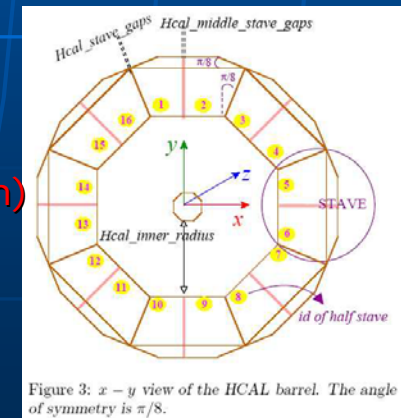 Hcal_stave_gaps
Hcal_middle_stave_gaps
π/8
π/8
1
2
16
3
15
4
y
14
5
z
n)
STAVE
13
x
6
Hcal_inner_radius
12
7
11
10
9
8
id of half stave
Figure 3: x − y view of the HCAL barrel. The angle
of symmetry is π/8.